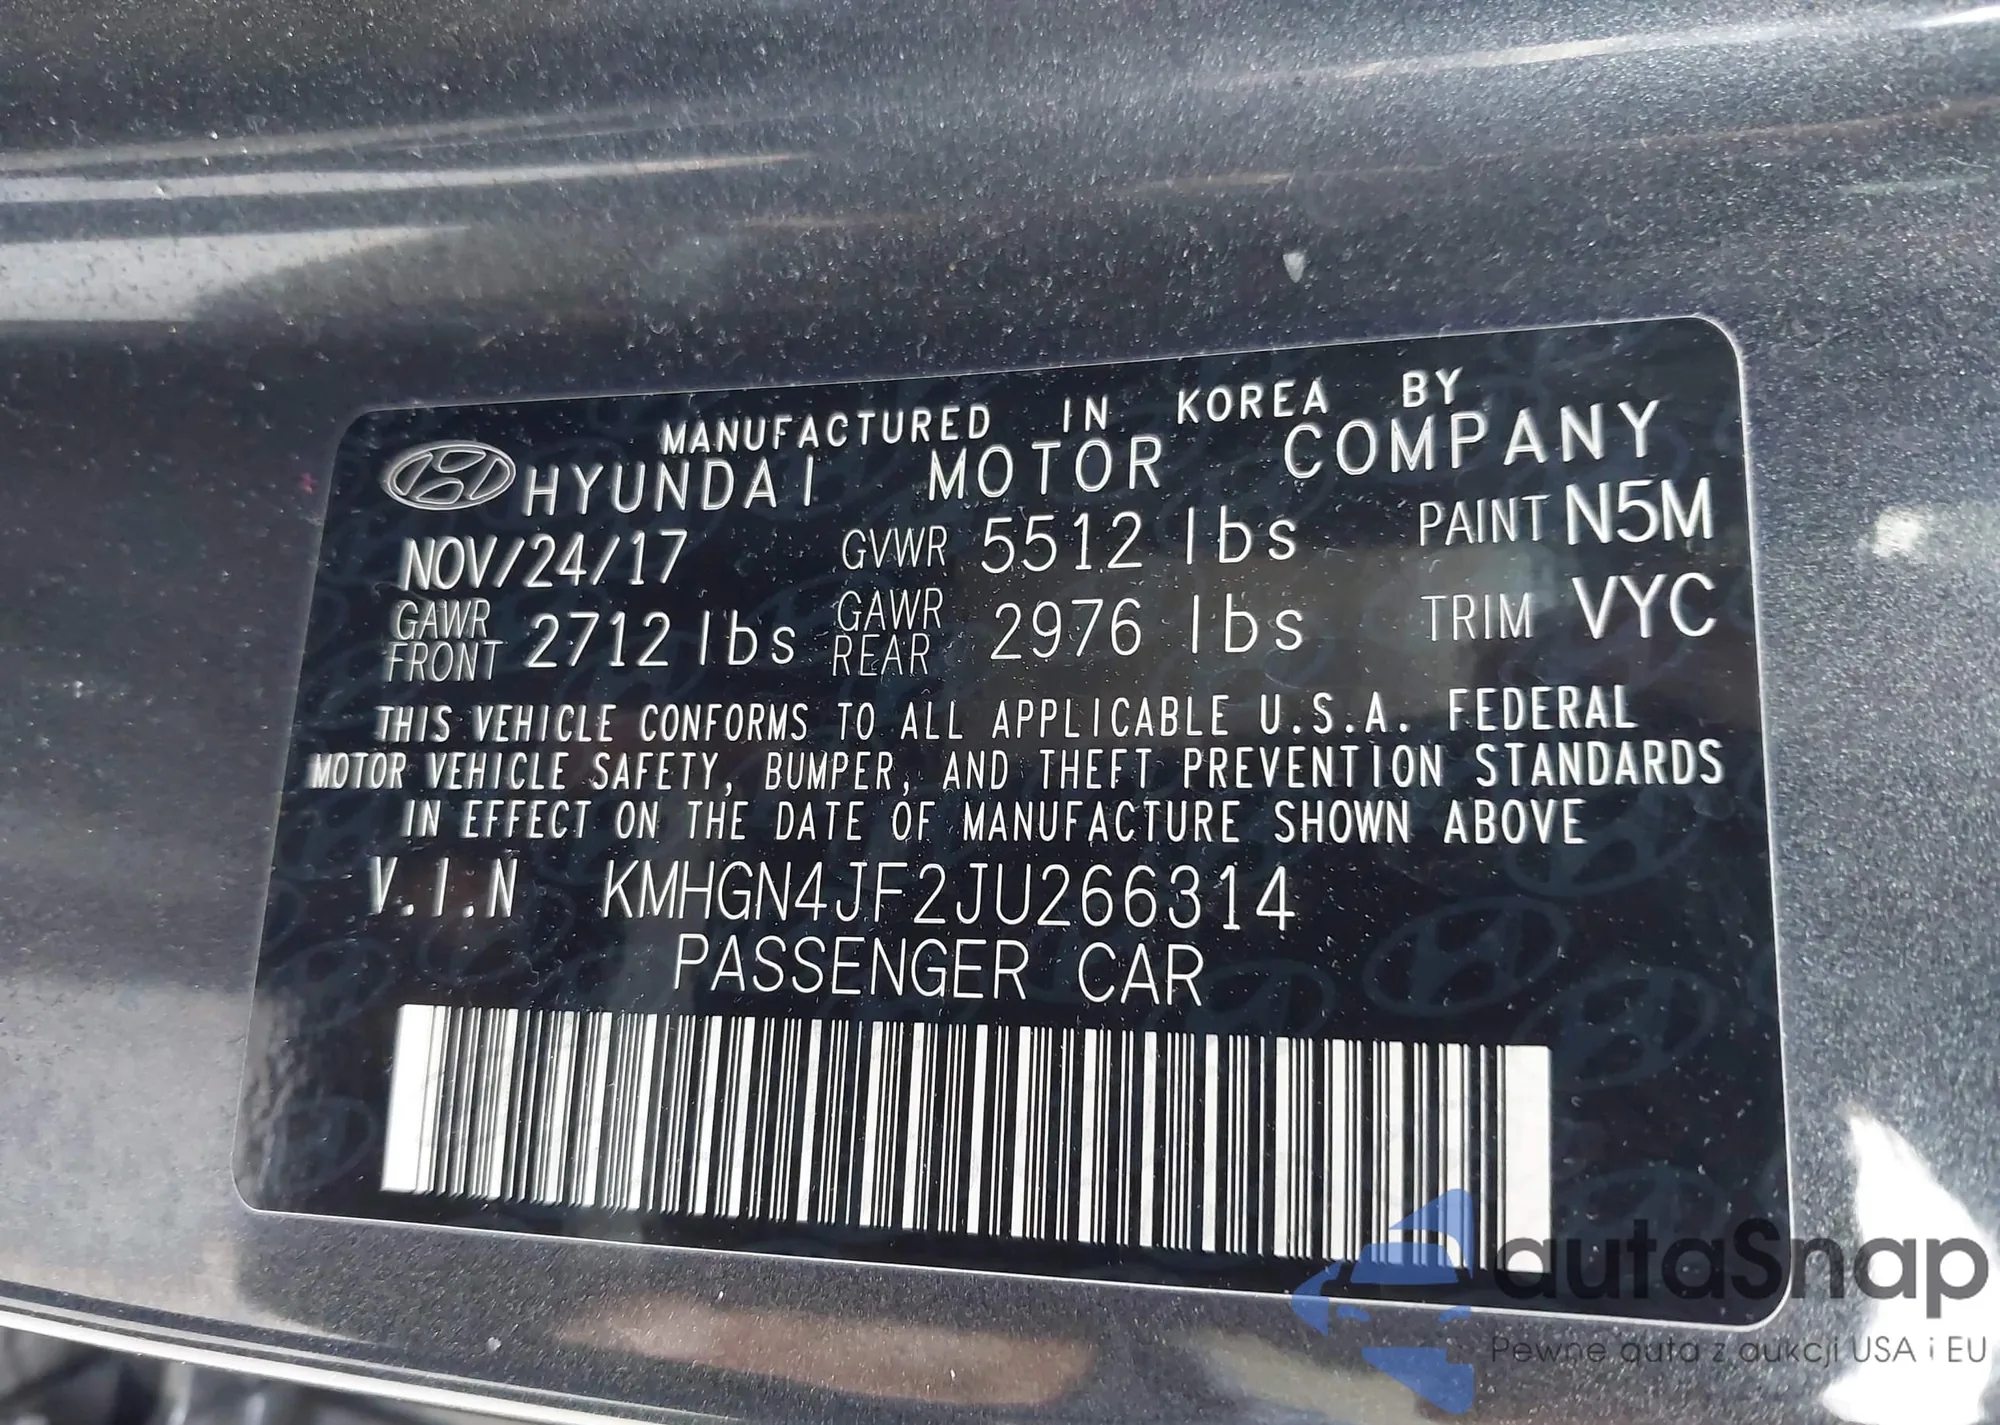 MANUFACTURED IN KOREA BY
HYUNDAI MOTOR COMPANY
NOV/24/17 GVWR 5512 lbs PAINT N5M
GAWR FRONT 2712 lbs GAWR REAR 2976 lbs TRIM VYC
THIS VEHICLE CONFORMS TO ALL APPLICABLE U.S.A. FEDERAL
MOTOR VEHICLE SAFETY, BUMPER, AND THEFT PREVENTION STANDARDS
IN EFFECT ON THE DATE OF MANUFACTURE SHOWN ABOVE
V.I.N KMHGN4JF2JU266314
PASSENGER CAR
autaSnap
Pewne auta z aukcji USA i EU